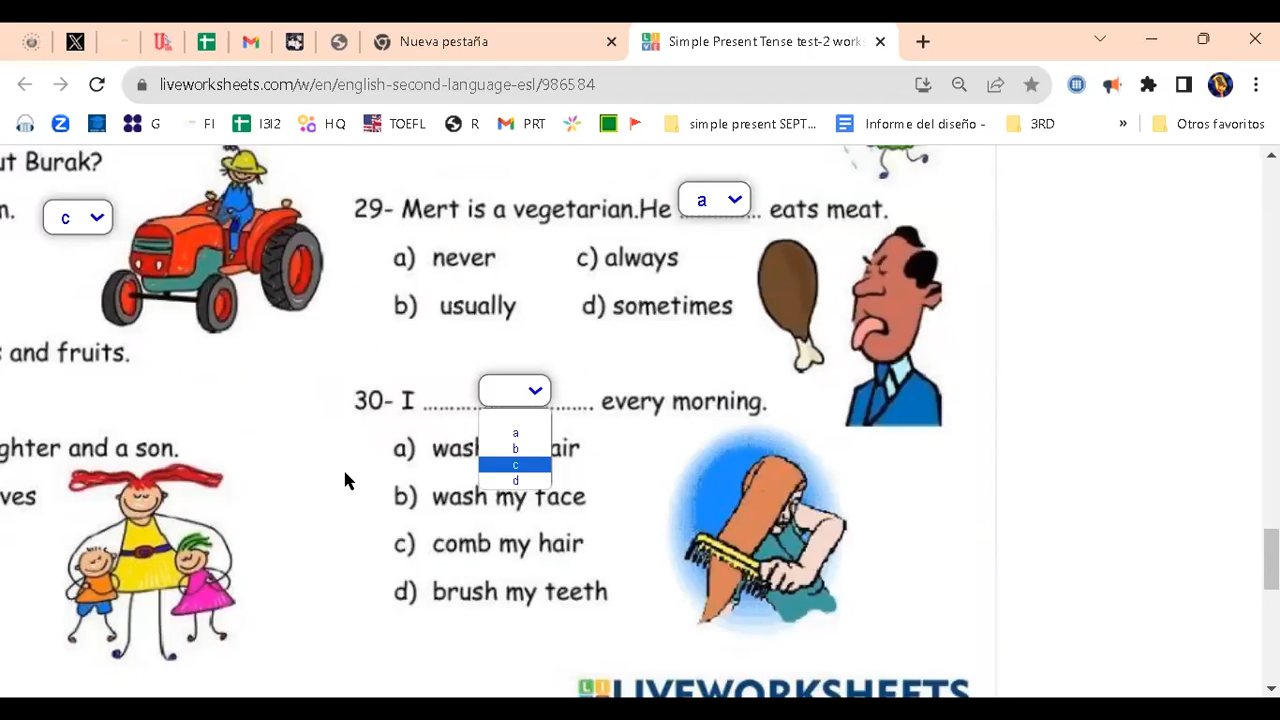 Nueva pestaña
Simple Present Tense test-2 work
liveworksheets.com/w/en/english-second-language-esl/986584
G
FI
I3I2
HQ
TOEFL
R
PRT
simple present SEPT...
Informe del diseño -
3RD
»
Otros favoritos
ut Burak?
n. c
s and fruits.
ghter and a son.
ves
29- Mert is a vegetarian.He a eats meat.
a) never c) always
b) usually d) sometimes
30- I .................. every morning.
a
b
c
d
a) wash air
b) wash my face
c) comb my hair
d) brush my teeth
LIVEWORKSHEETS